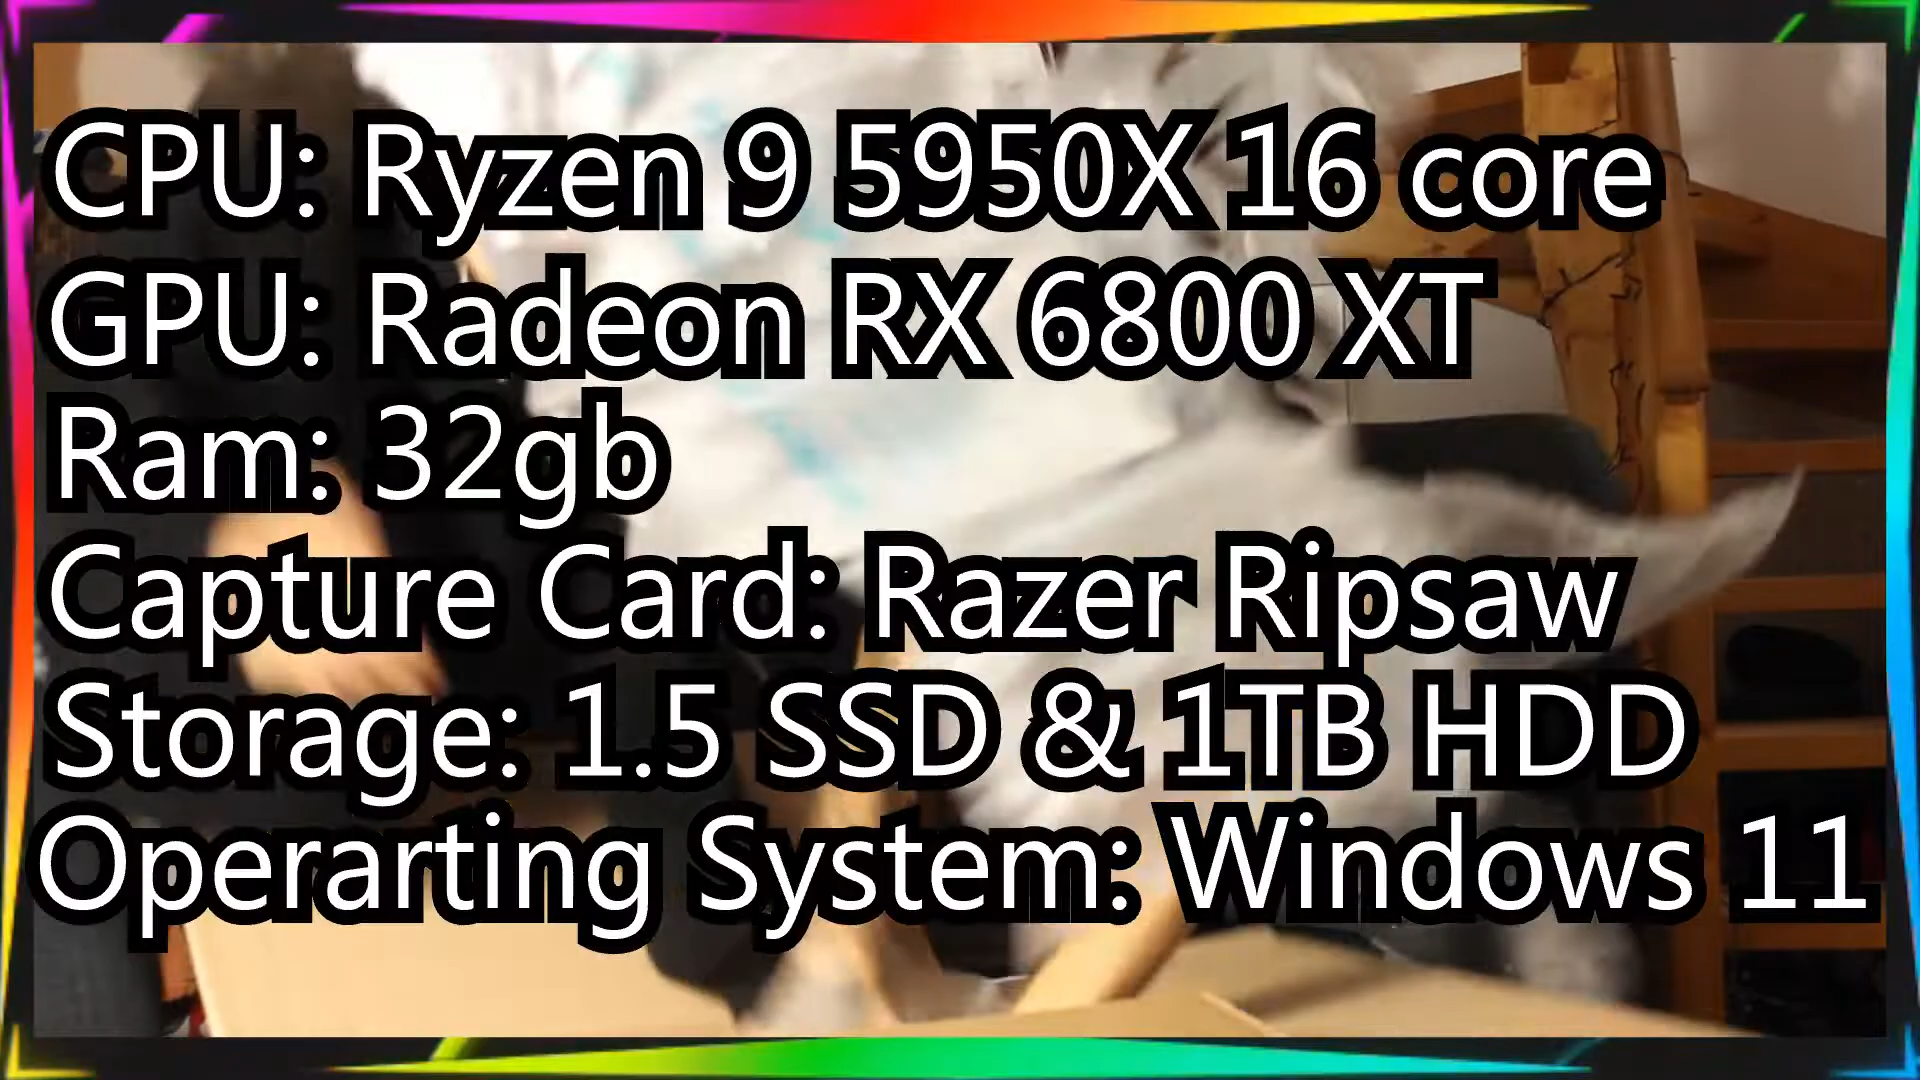 CPU: Ryzen 9 5950X 16 core
GPU: Radeon RX 6800 XT
Ram: 32gb
Capture Card: Razer Ripsaw
Storage: 1.5 SSD & 1TB HDD
Operarting System: Windows 11